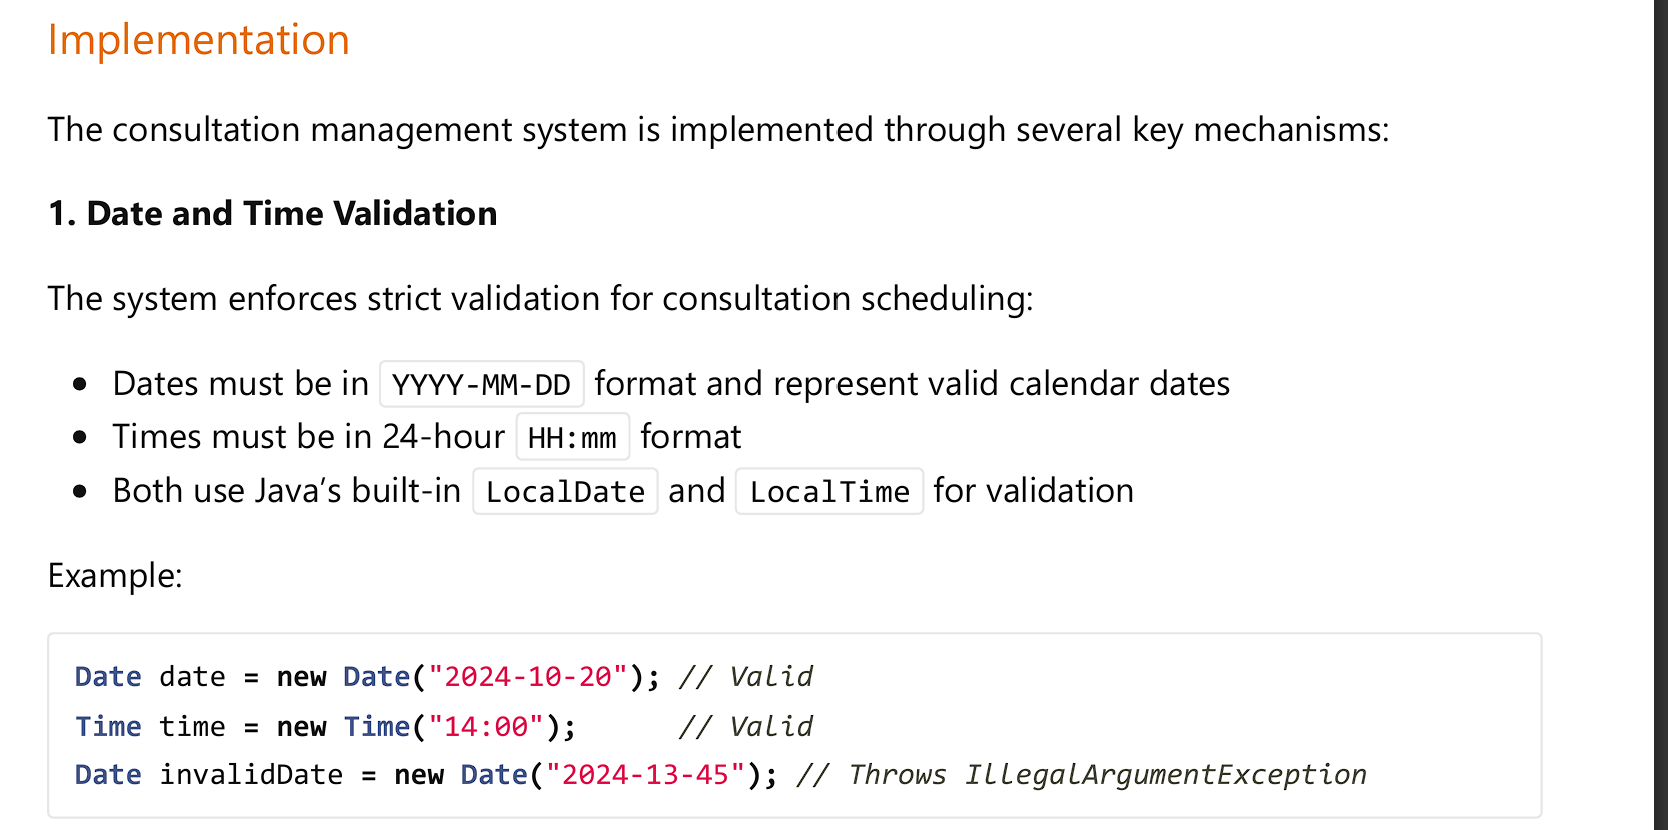 Implementation
The consultation management system is implemented through several key mechanisms:
1. Date and Time Validation
The system enforces strict validation for consultation scheduling:
• Dates must be in YYYY-MM-DD format and represent valid calendar dates
• Times must be in 24-hour HH:mm format
• Both use Java’s built-in LocalDate and LocalTime for validation
Example:
Date date = new Date("2024-10-20"); // Valid
Time time = new Time("14:00");      // Valid
Date invalidDate = new Date("2024-13-45"); // Throws IllegalArgumentException